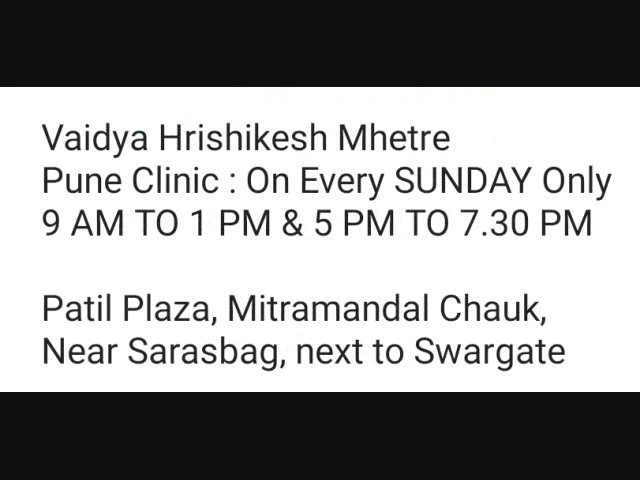 Vaidya Hrishikesh Mhetre
Pune Clinic : On Every SUNDAY Only
9 AM TO 1 PM & 5 PM TO 7.30 PM
Patil Plaza, Mitramandal Chauk,
Near Sarasbag, next to Swargate